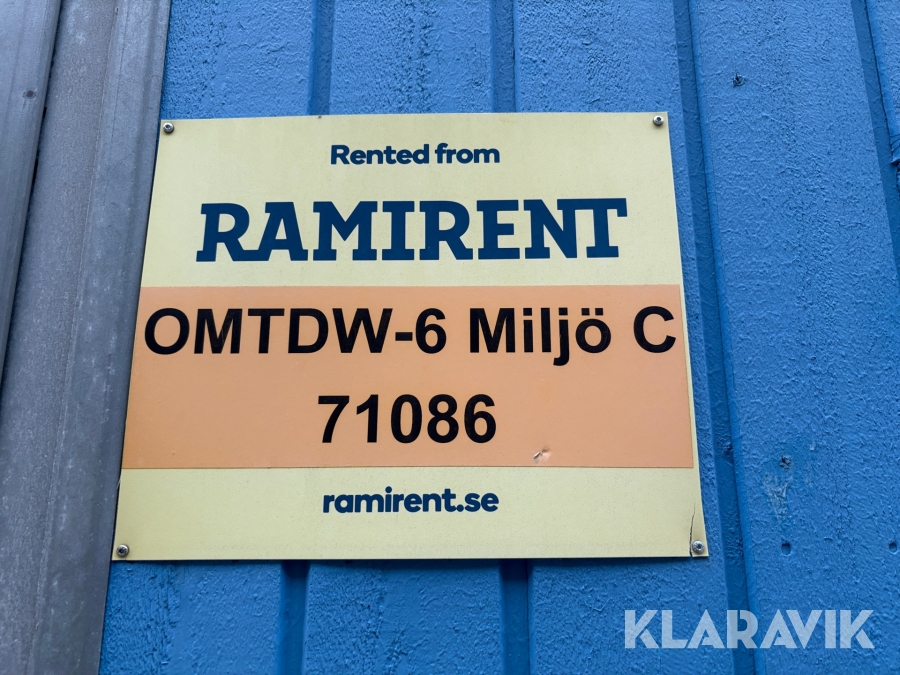 Rented from
RAMIRENT
OMTDW-6 Miljö C
71086
ramirent.se
KLARAVIK